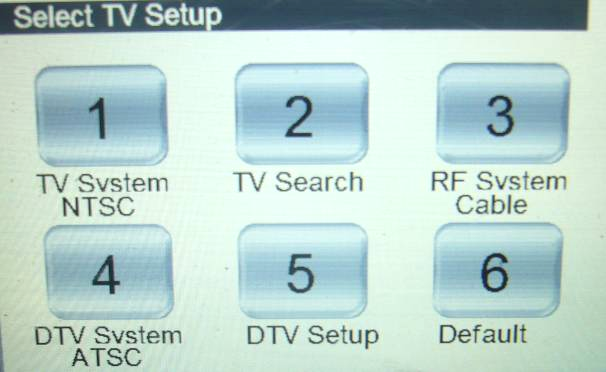 Select TV Setup
1 2 3
TV System TV Search RF System
NTSC Cable
4 5 6
DTV System DTV Setup Default
ATSC